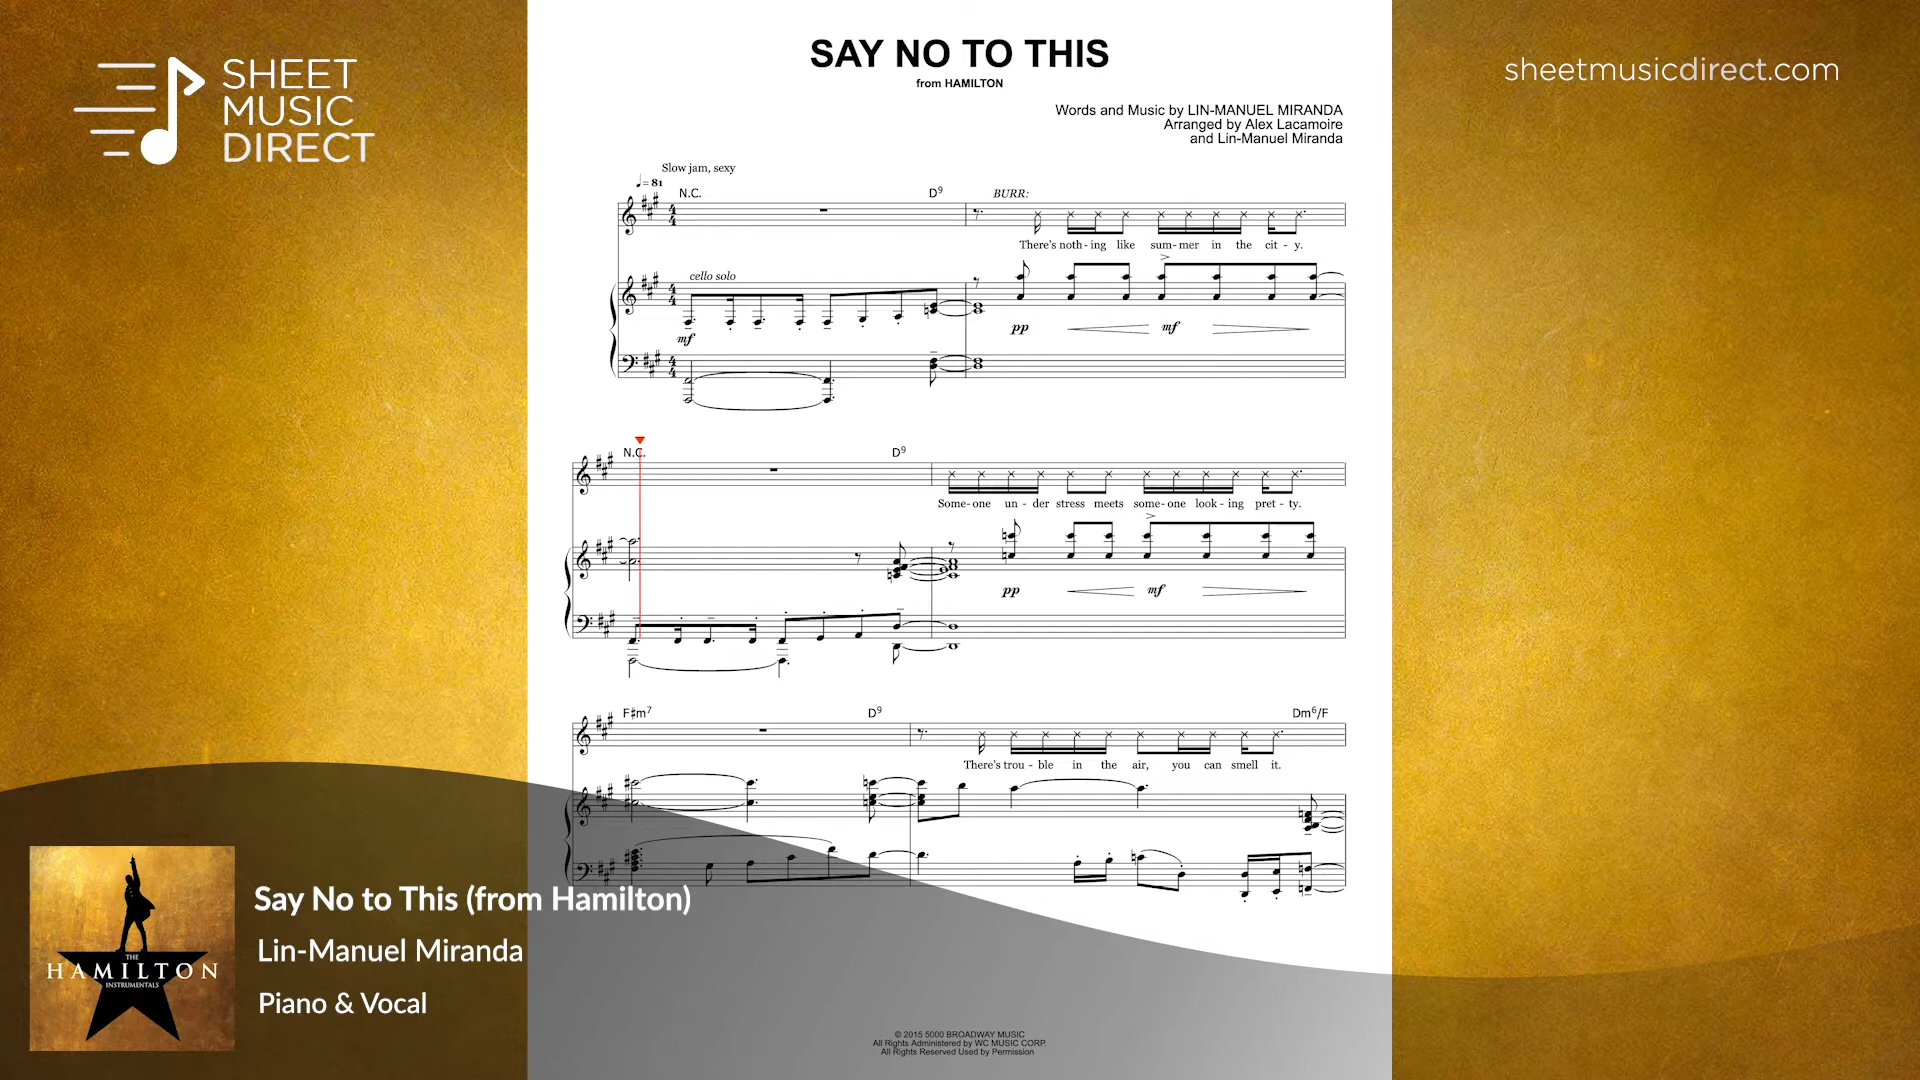 SHEET
MUSIC
DIRECT
sheetmusicdirect.com
SAY NO TO THIS
from HAMILTON
Words and Music by LIN-MANUEL MIRANDA
Arranged by Alex Lacamoire
and Lin-Manuel Miranda
Slow jam, sexy
♩ = 81
N.C. D9 BURR:
There's noth - ing like sum - mer in the cit - y.
cello solo
pp mf
mf
N.C. D9
Some - one un - der stress meets some - one look - ing pret - ty.
pp mf
F♯m7 D9 Dm6/F
There's trou - ble in the air, you can smell it.
Say No to This (from Hamilton)
Lin-Manuel Miranda
Piano & Vocal
THE
HAMILTON
INSTRUMENTALS
© 2015 5000 BROADWAY MUSIC
All Rights Administered by WC MUSIC CORP.
All Rights Reserved Used by Permission